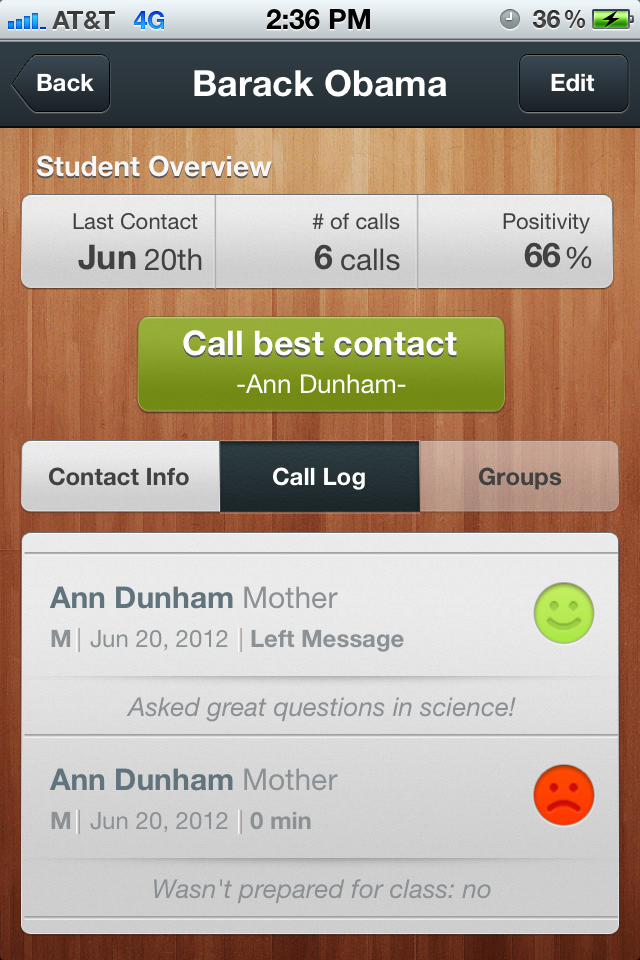 AT&T 4G 2:36 PM 36%
Back Barack Obama Edit
Student Overview
Last Contact # of calls Positivity
Jun 20th 6 calls 66 %
Call best contact
-Ann Dunham-
Contact Info Call Log Groups
Ann Dunham Mother
M | Jun 20, 2012 | Left Message
Asked great questions in science!
Ann Dunham Mother
M | Jun 20, 2012 | 0 min
Wasn't prepared for class: no